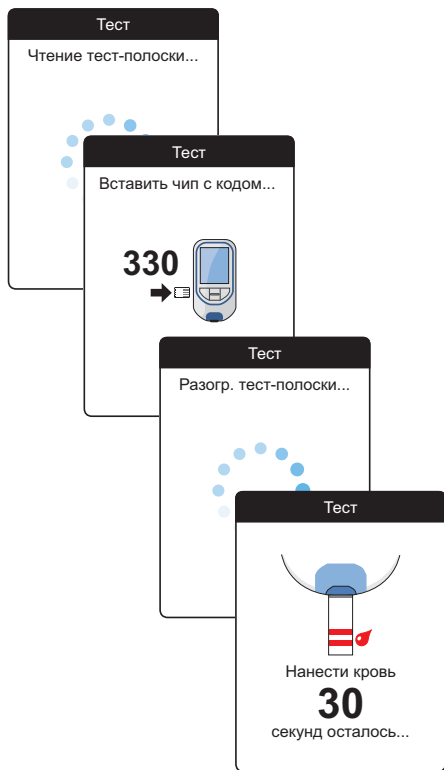 Тест
Чтение тест-полоски...
Тест
Вставить чип с кодом...
330
Тест
Разогр. тест-полоски...
Тест
Нанести кровь
30
секунд осталось...